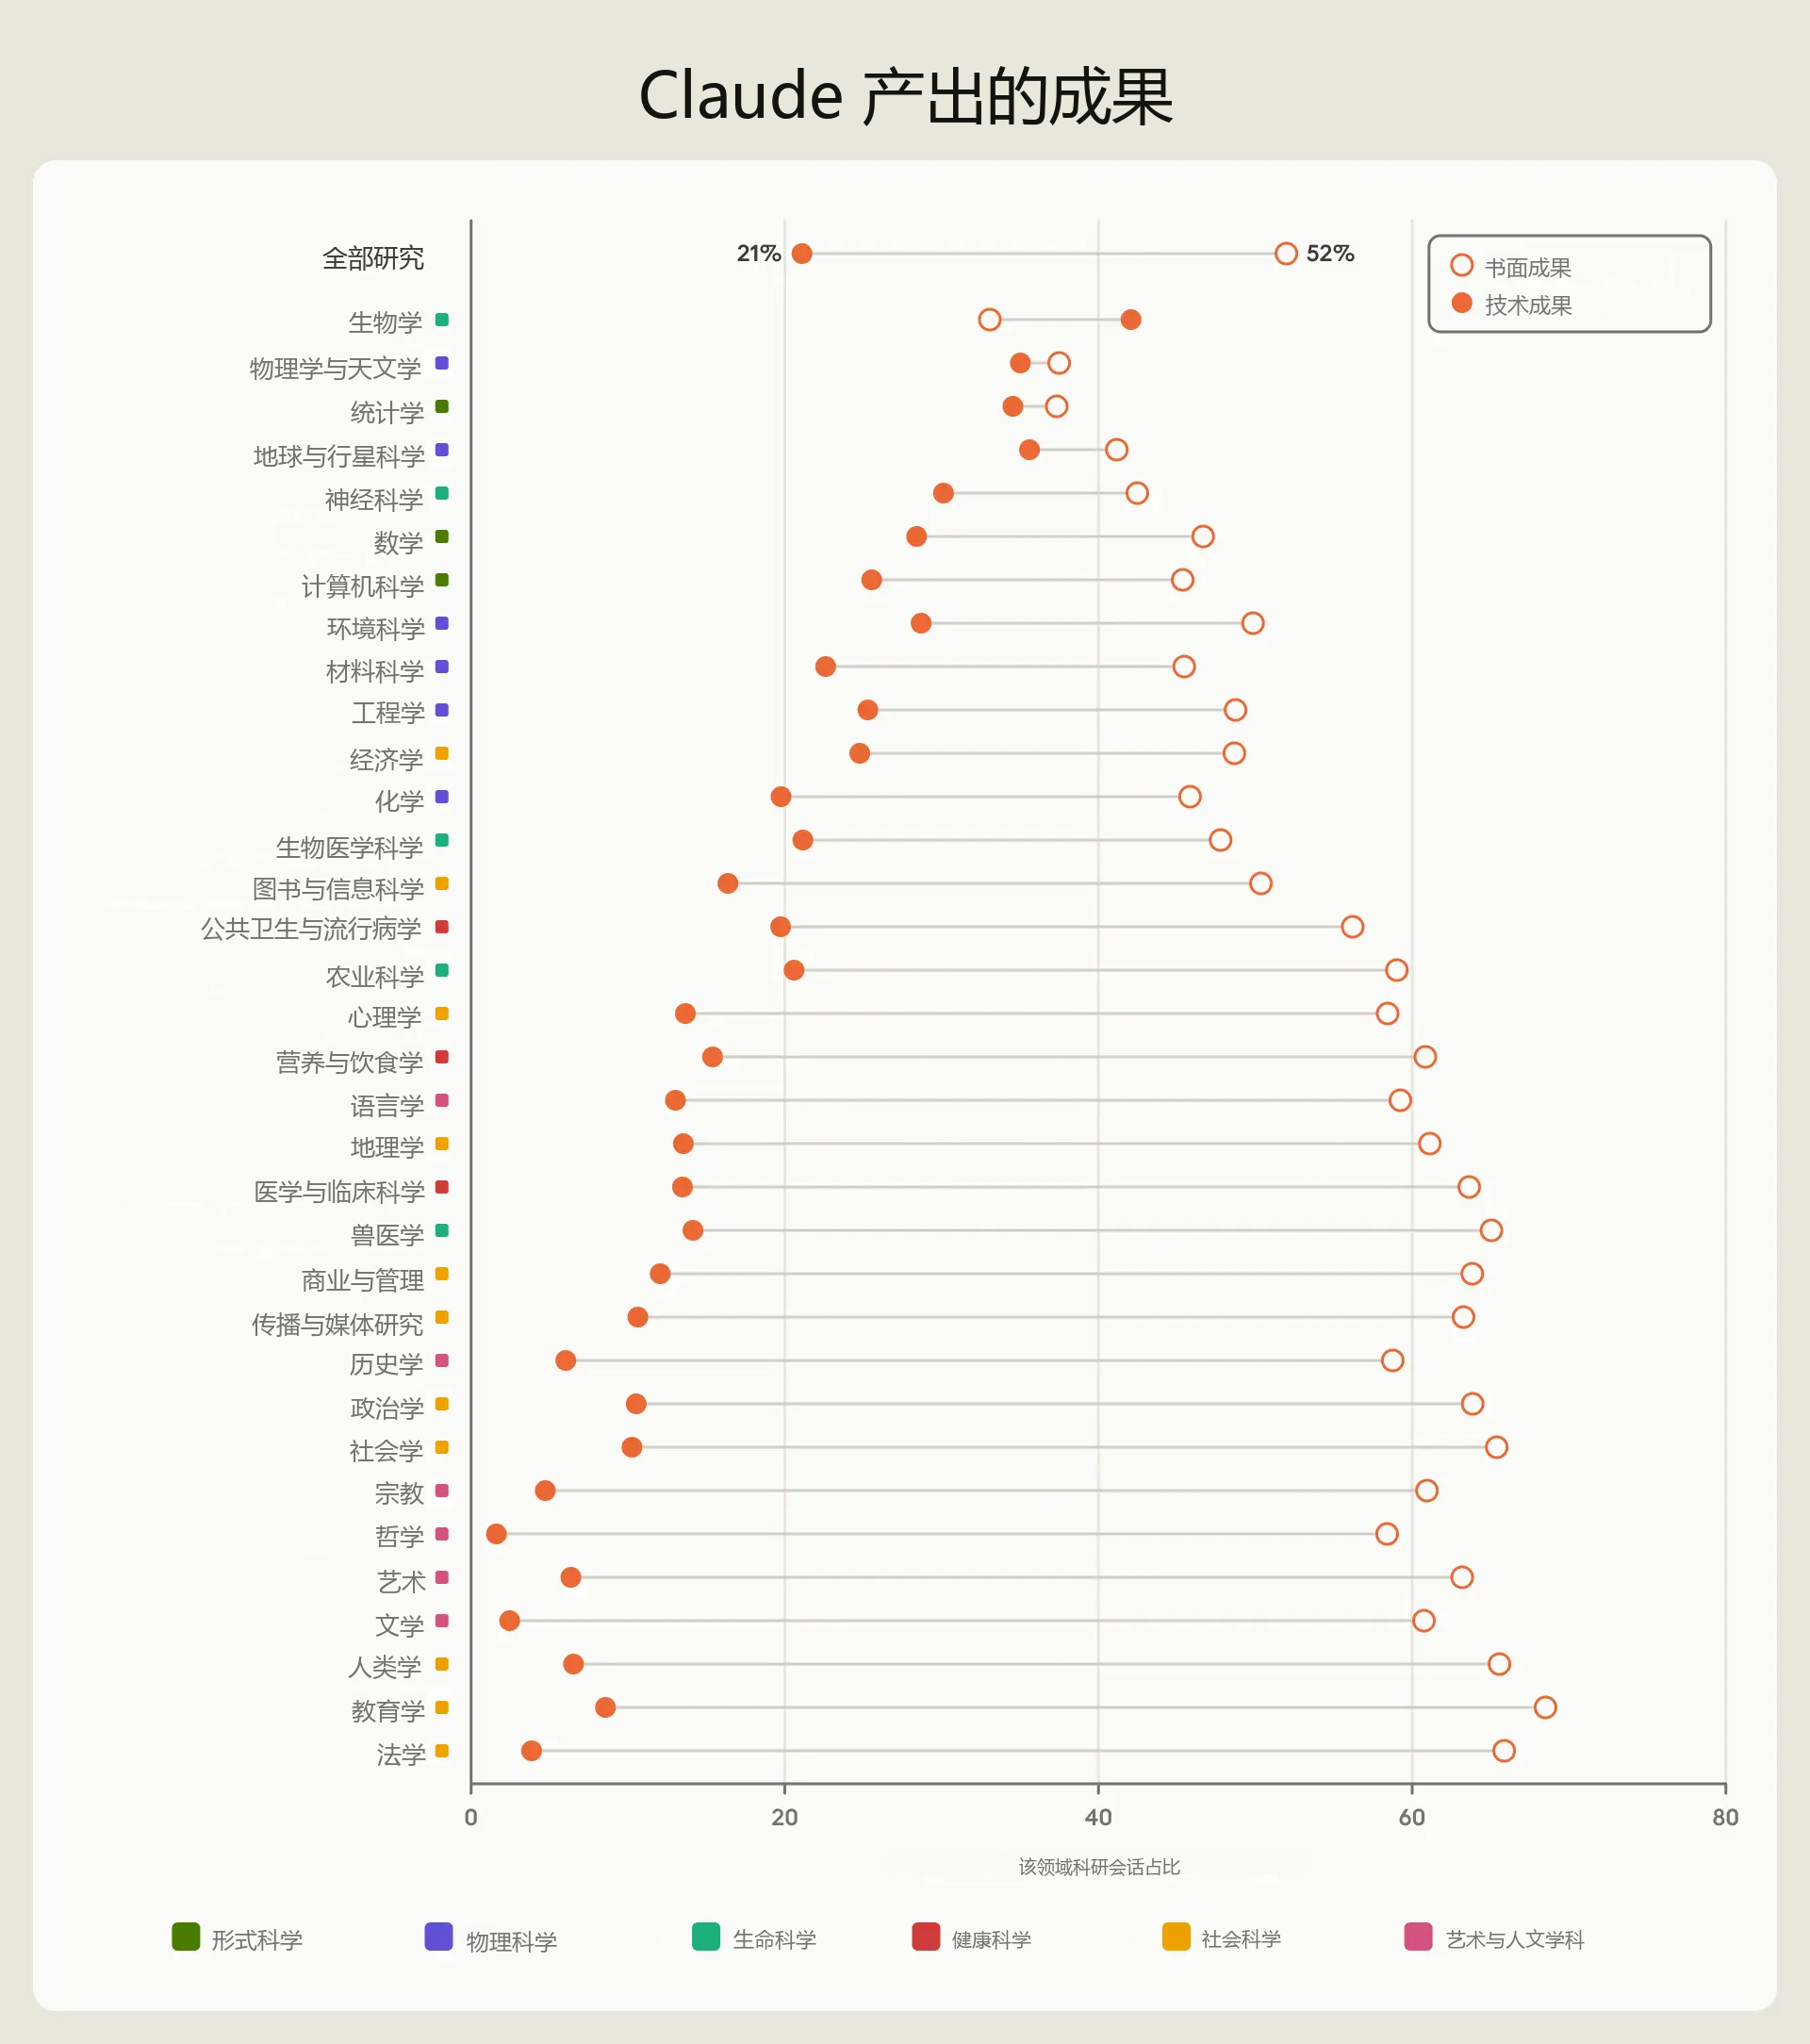 Claude 产出的成果
全部研究
21%
52%
书面成果
技术成果
生物学
物理学与天文学
统计学
地球与行星科学
神经科学
数学
计算机科学
环境科学
材料科学
工程学
经济学
化学
生物医学科学
图书与信息科学
公共卫生与流行病学
农业科学
心理学
营养与饮食学
语言学
地理学
医学与临床科学
兽医学
商业与管理
传播与媒体研究
历史学
政治学
社会学
宗教
哲学
艺术
文学
人类学
教育学
法学
0 20 40 60 80
该领域科研会话占比
形式科学 物理科学 生命科学 健康科学 社会科学 艺术与人文学科